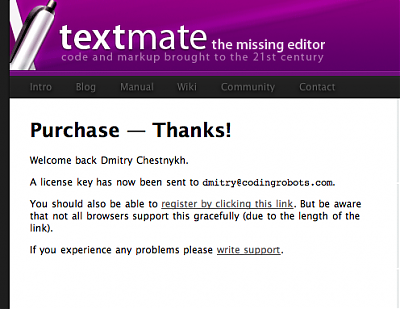 textmate the missing editor
code and markup brought to the 21st century
Intro Blog Manual Wiki Community Contact
Purchase — Thanks!
Welcome back Dmitry Chestnykh.
A license key has now been sent to dmitry@codingrobots.com.
You should also be able to register by clicking this link. But be aware
that not all browsers support this gracefully (due to the length of the
link).
If you experience any problems please write support.